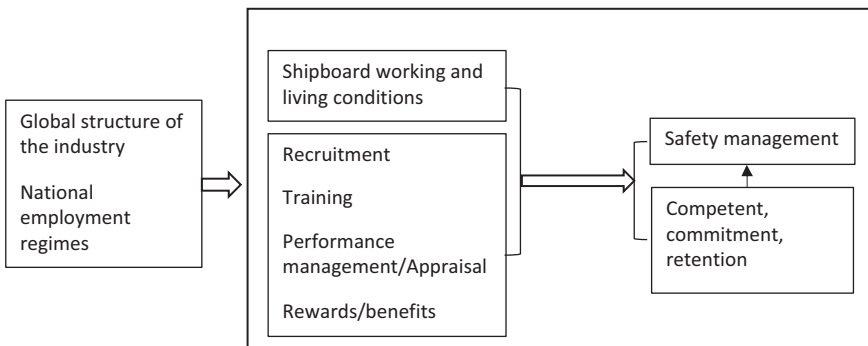 Global structure of
the industry
National
employment
regimes
Shipboard working and
living conditions
Recruitment
Training
Performance
management/Appraisal
Rewards/benefits
Safety management
Competent,
commitment,
retention